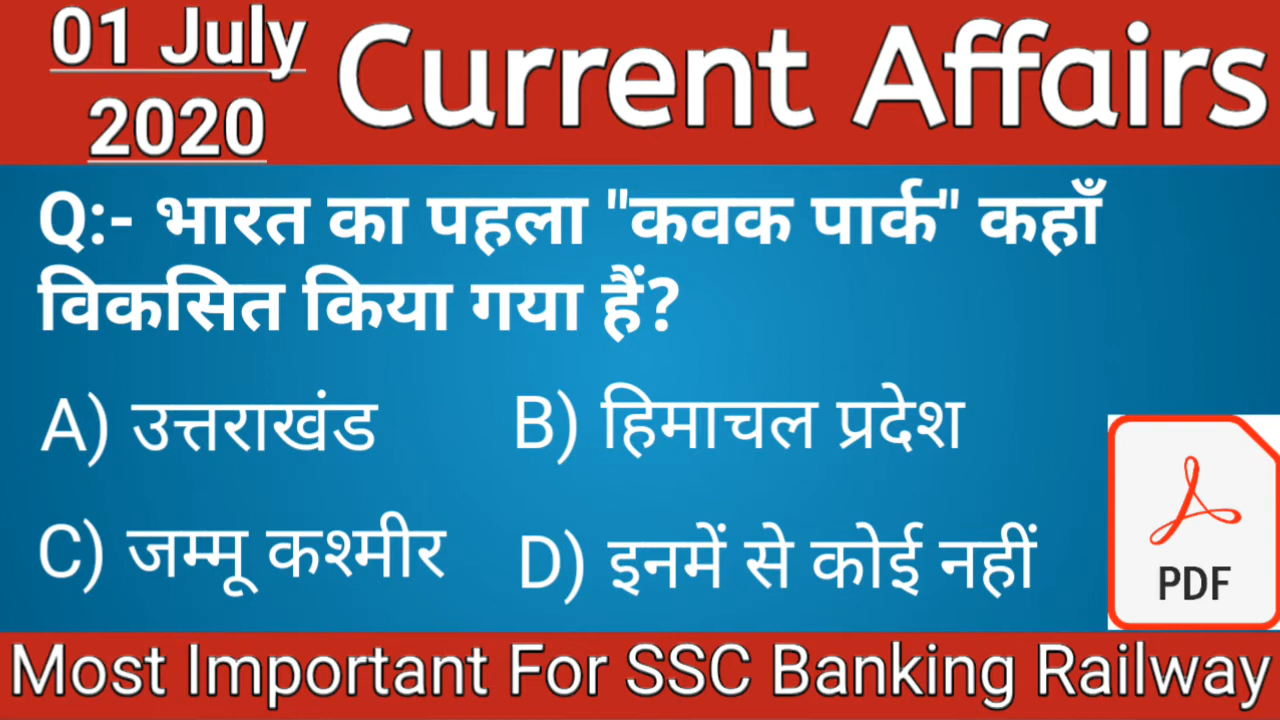 01 July
2020
Current Affairs
Q:- भारत का पहला "कवक पार्क" कहाँ
विकसित किया गया हैं?
A) उत्तराखंड
B) हिमाचल प्रदेश
C) जम्मू कश्मीर
D) इनमें से कोई नहीं
PDF
Most Important For SSC Banking Railway